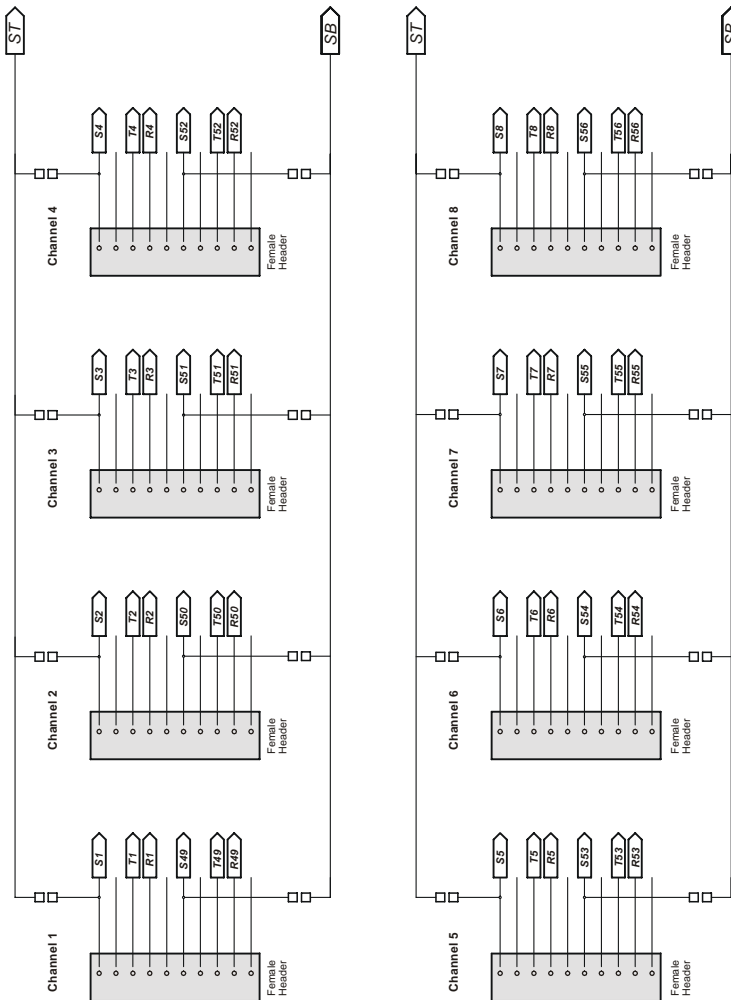 ST
SB
ST
SB
S4
T4
R4
S52
T52
R52
S8
T8
R8
S56
T56
R56
Channel 4
Female
Header
Channel 8
Female
Header
S3
T3
R3
S51
T51
R51
S7
T7
R7
S55
T55
R55
Channel 3
Female
Header
Channel 7
Female
Header
S2
T2
R2
S50
T50
R50
S6
T6
R6
S54
T54
R54
Channel 2
Female
Header
Channel 6
Female
Header
S1
T1
R1
S49
T49
R49
S5
T5
R5
S53
T53
R53
Channel 1
Female
Header
Channel 5
Female
Header